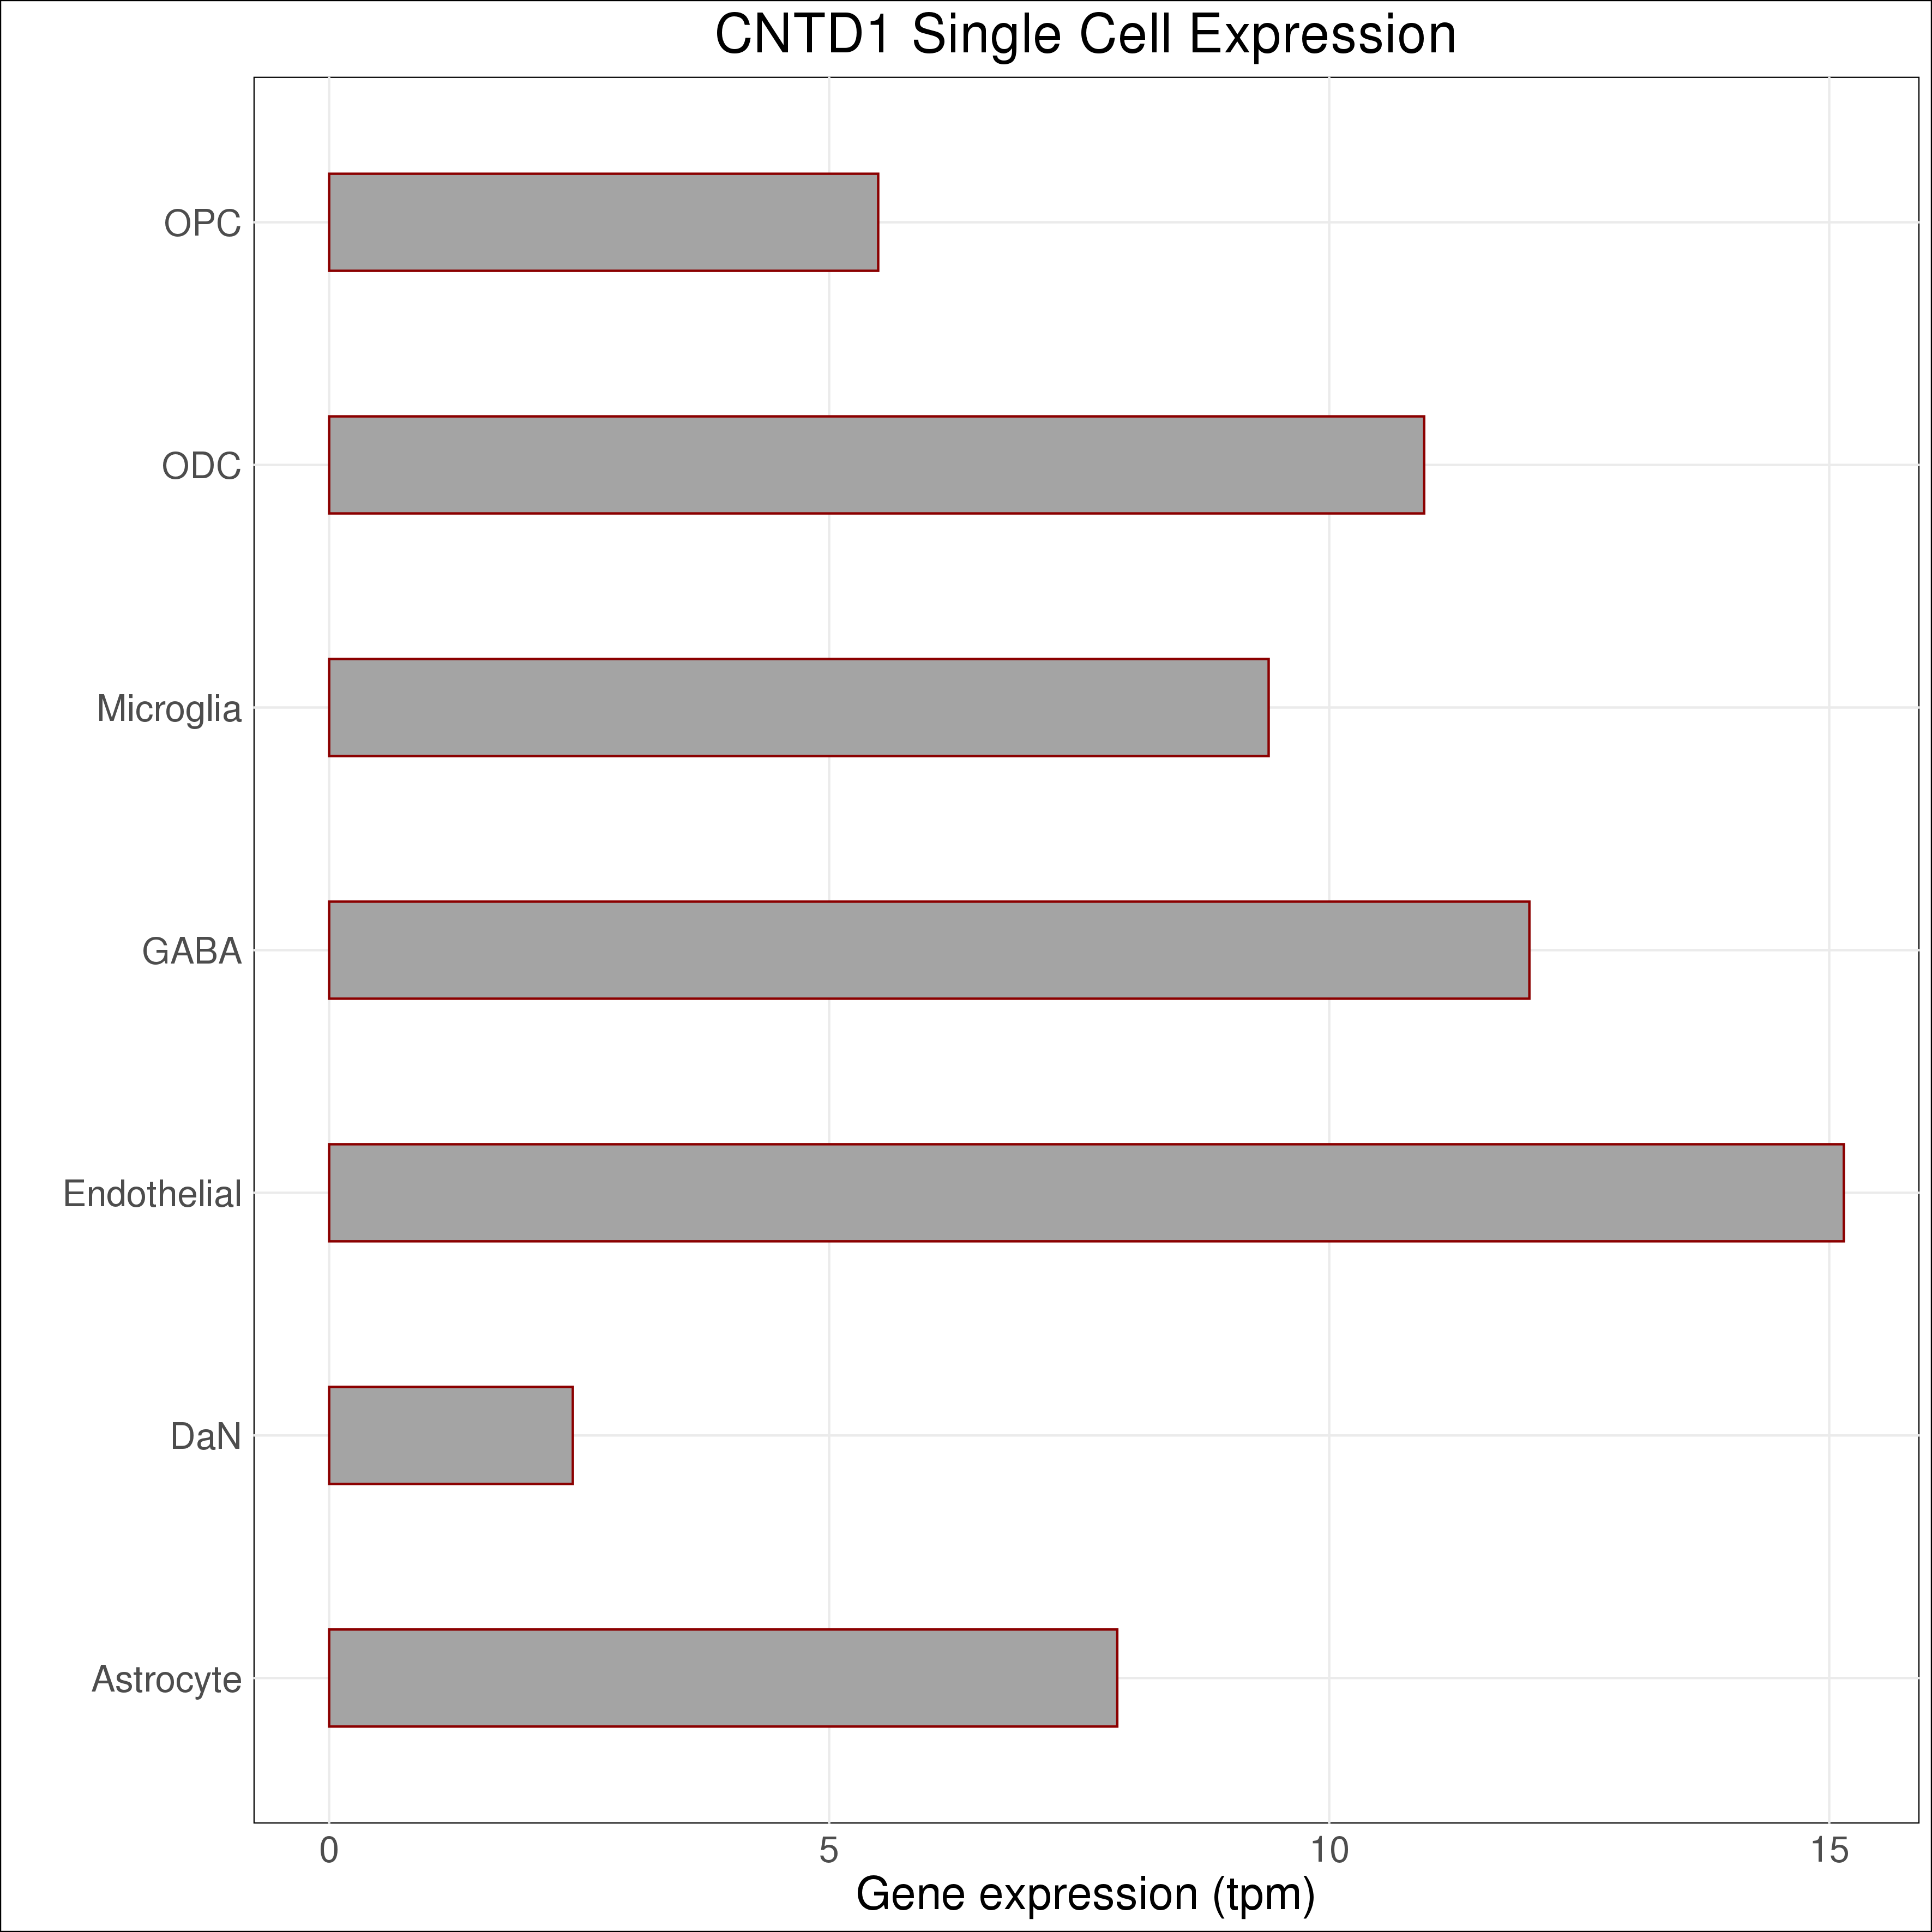 CNTD1 Single Cell Expression
OPC
ODC
Microglia
GABA
Endothelial
DaN
Astrocyte
0 5 10 15
Gene expression (tpm)